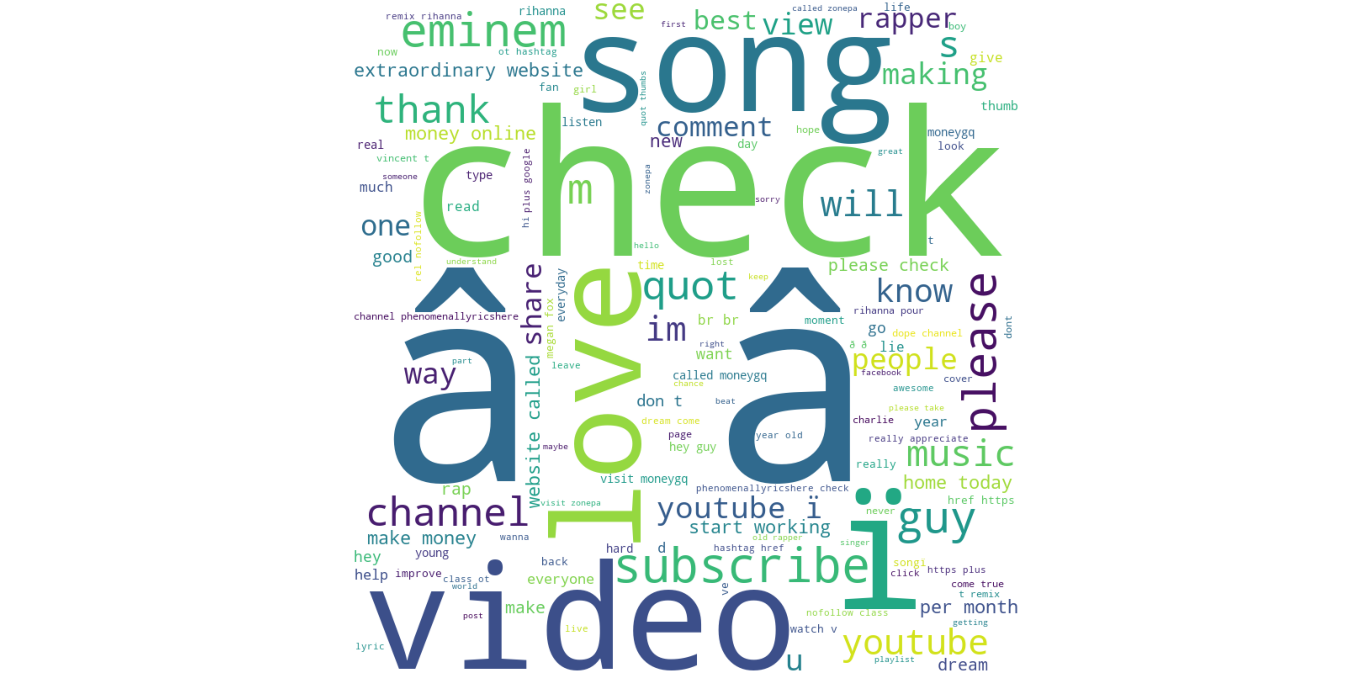 remix rihanna
rihanna
see
called zonepa
life
eminem
song
first
best
view
rapper
boy
now
ot hashtag
s
give
extraordinary website
fan
girl
quot thumbs
making
thank
listen
comment
hope
moneygq
thumb
money online
check
new
day
look
real
vincent t
someone
type
hi
plus google
m
zonepa
great
much
read
sorry
will
one
rel nofollow
hello
t
good
understand
time
lost
please check
keep
share
everyday
love
quot
know
please
channel phenomenallyricshere
megan fox
im
br br
moment
rihanna pour
dope channel
dont
â
â
right
want
go
lie
ð ð
people
part
way
leave
called moneygq
facebook
cover
website called
chance
awesome
don t
beat
please take
dream come
charlie
year
page
year old
really appreciate
maybe
hey guy
music
really
rap
visit moneygq
phenomenallyricshere check
home today
channel
visit zonepa
youtube ï
ï
href https
never
guy
make money
wanna
start working
old rapper
hey
young
hard
d
hashtag href
singer
songi
back
subscribe
click
https plus
help
improve
class ot
everyone
ve
come true
world
t remix
video
make
nofollow class
per month
post
live
watch v
getting
lyric
youtube
u
playlist
dream